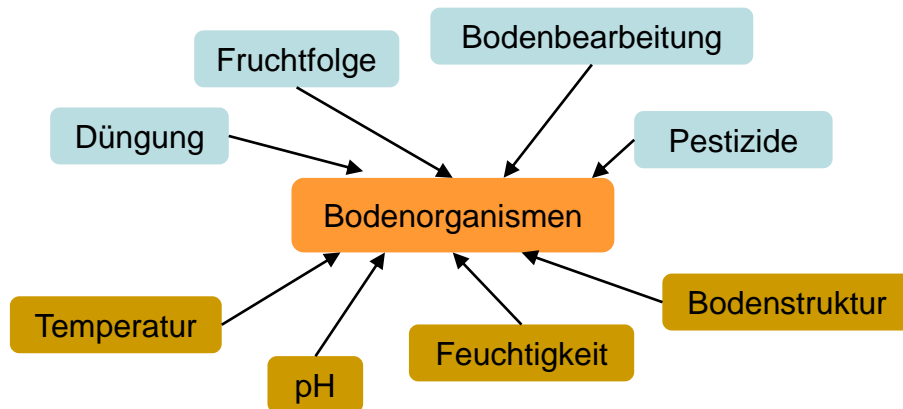 Bodenbearbeitung
Fruchtfolge
Düngung
Pestizide
Bodenorganismen
Temperatur
pH
Feuchtigkeit
Bodenstruktur